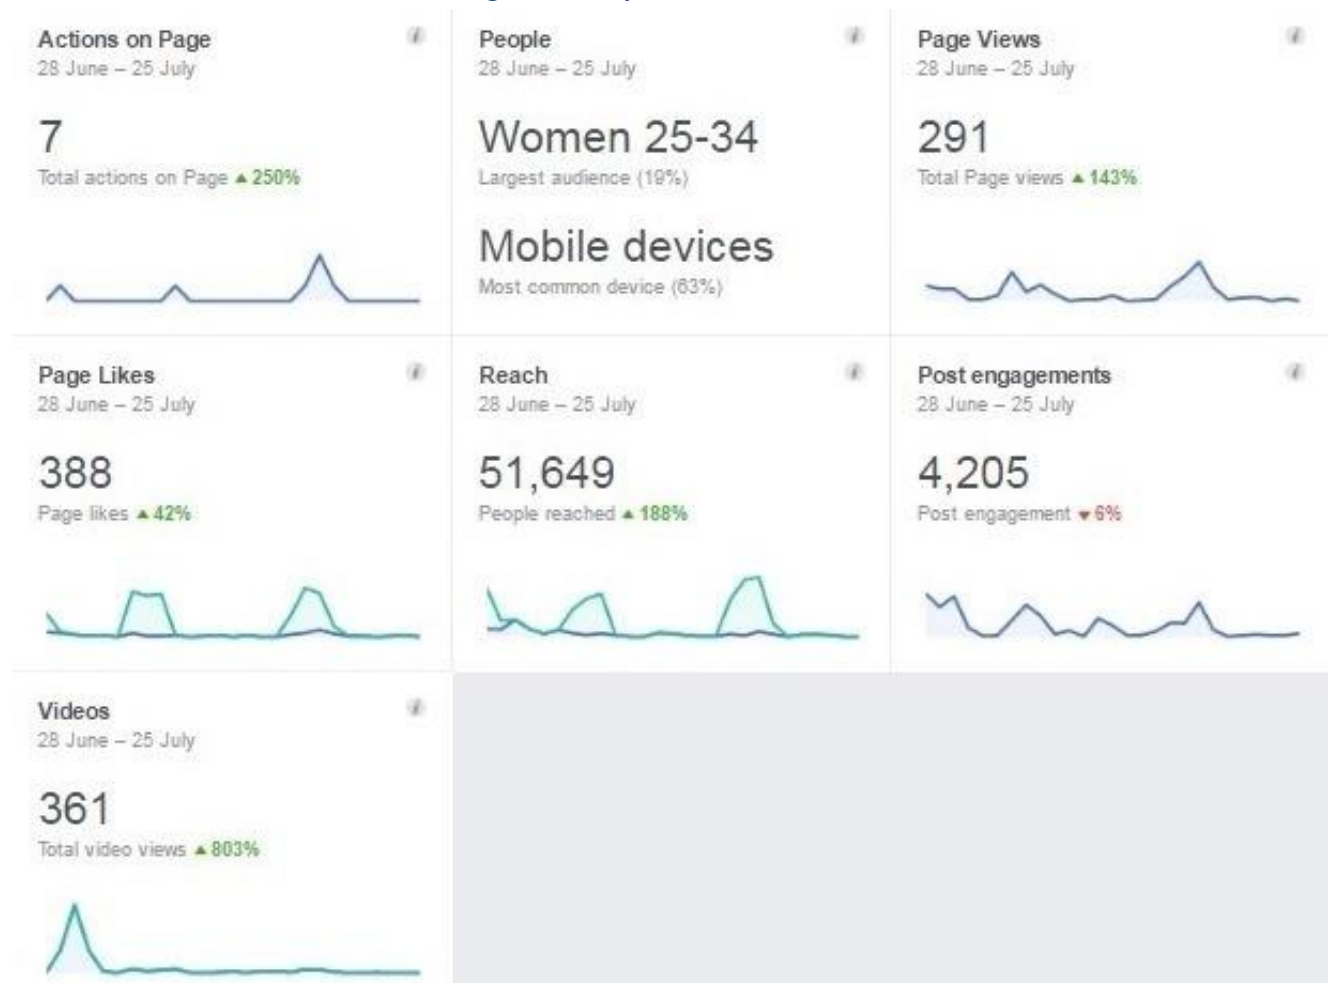 Actions on Page
28 June – 25 July
7
Total actions on Page ▲ 250%
People
28 June – 25 July
Women 25-34
Largest audience (19%)
Mobile devices
Most common device (63%)
Page Views
28 June – 25 July
291
Total Page views ▲ 143%
Page Likes
28 June – 25 July
388
Page likes ▲ 42%
Reach
28 June – 25 July
51,649
People reached ▲ 188%
Post engagements
28 June – 25 July
4,205
Post engagement ▼ 6%
Videos
28 June – 25 July
361
Total video views ▲ 803%